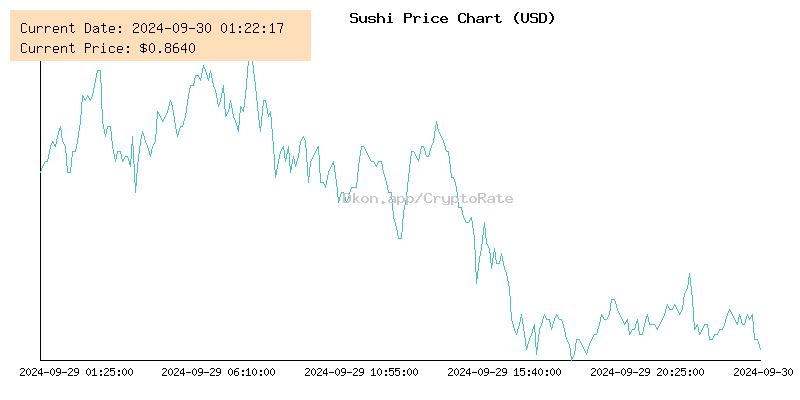 Sushi Price Chart (USD)
Current Date: 2024-09-30 01:22:17
Current Price: $0.8640
Vkon.app/CryptoRate
2024-09-29 01:25:00 2024-09-29 06:10:00 2024-09-29 10:55:00 2024-09-29 15:40:00 2024-09-29 20:25:00 2024-09-30